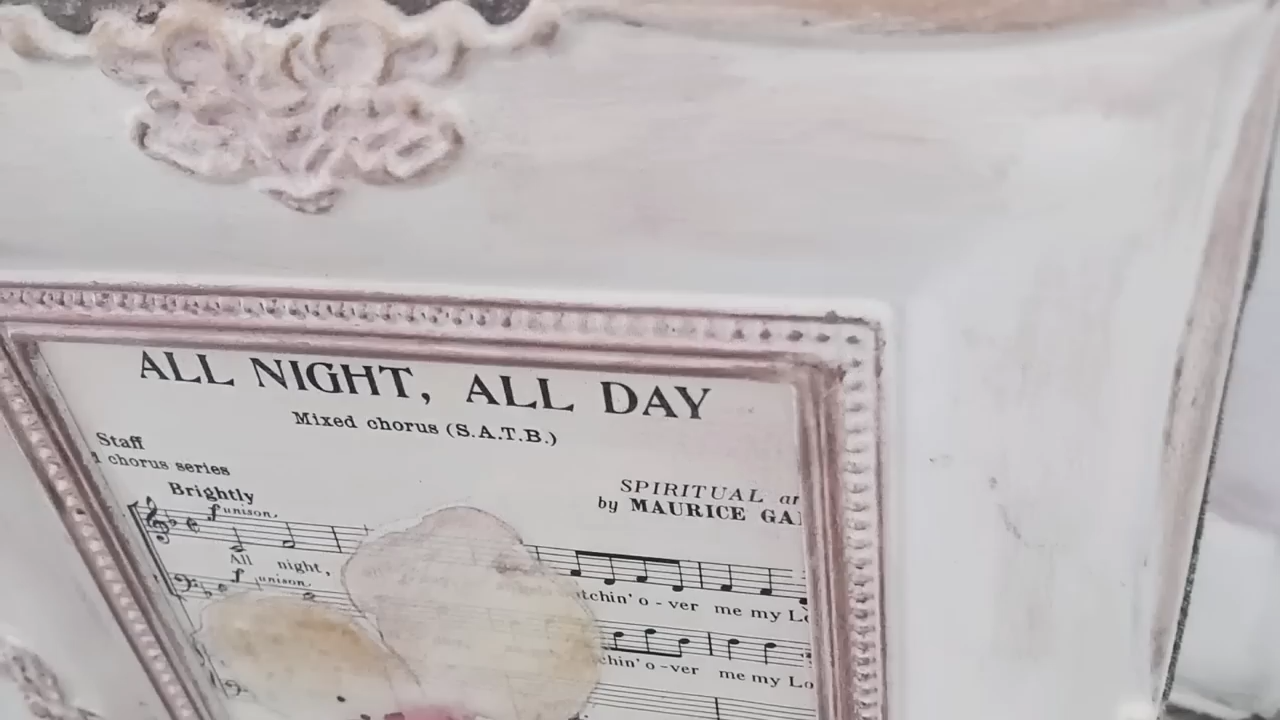 ALL NIGHT, ALL DAY
Mixed chorus (S.A.T.B.)
Staff
chorus series
SPIRITUAL
by MAURICE
Brightly
f unison.
All night,
o - ver me my
f unison.
o - ver me my